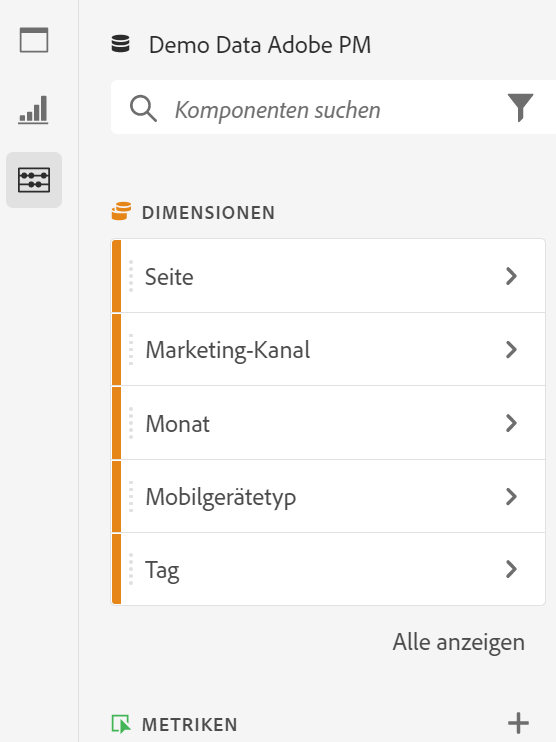 Demo Data Adobe PM
Komponenten suchen
DIMENSIONEN
Seite
Marketing-Kanal
Monat
Mobilgerätetyp
Tag
Alle anzeigen
METRIKEN